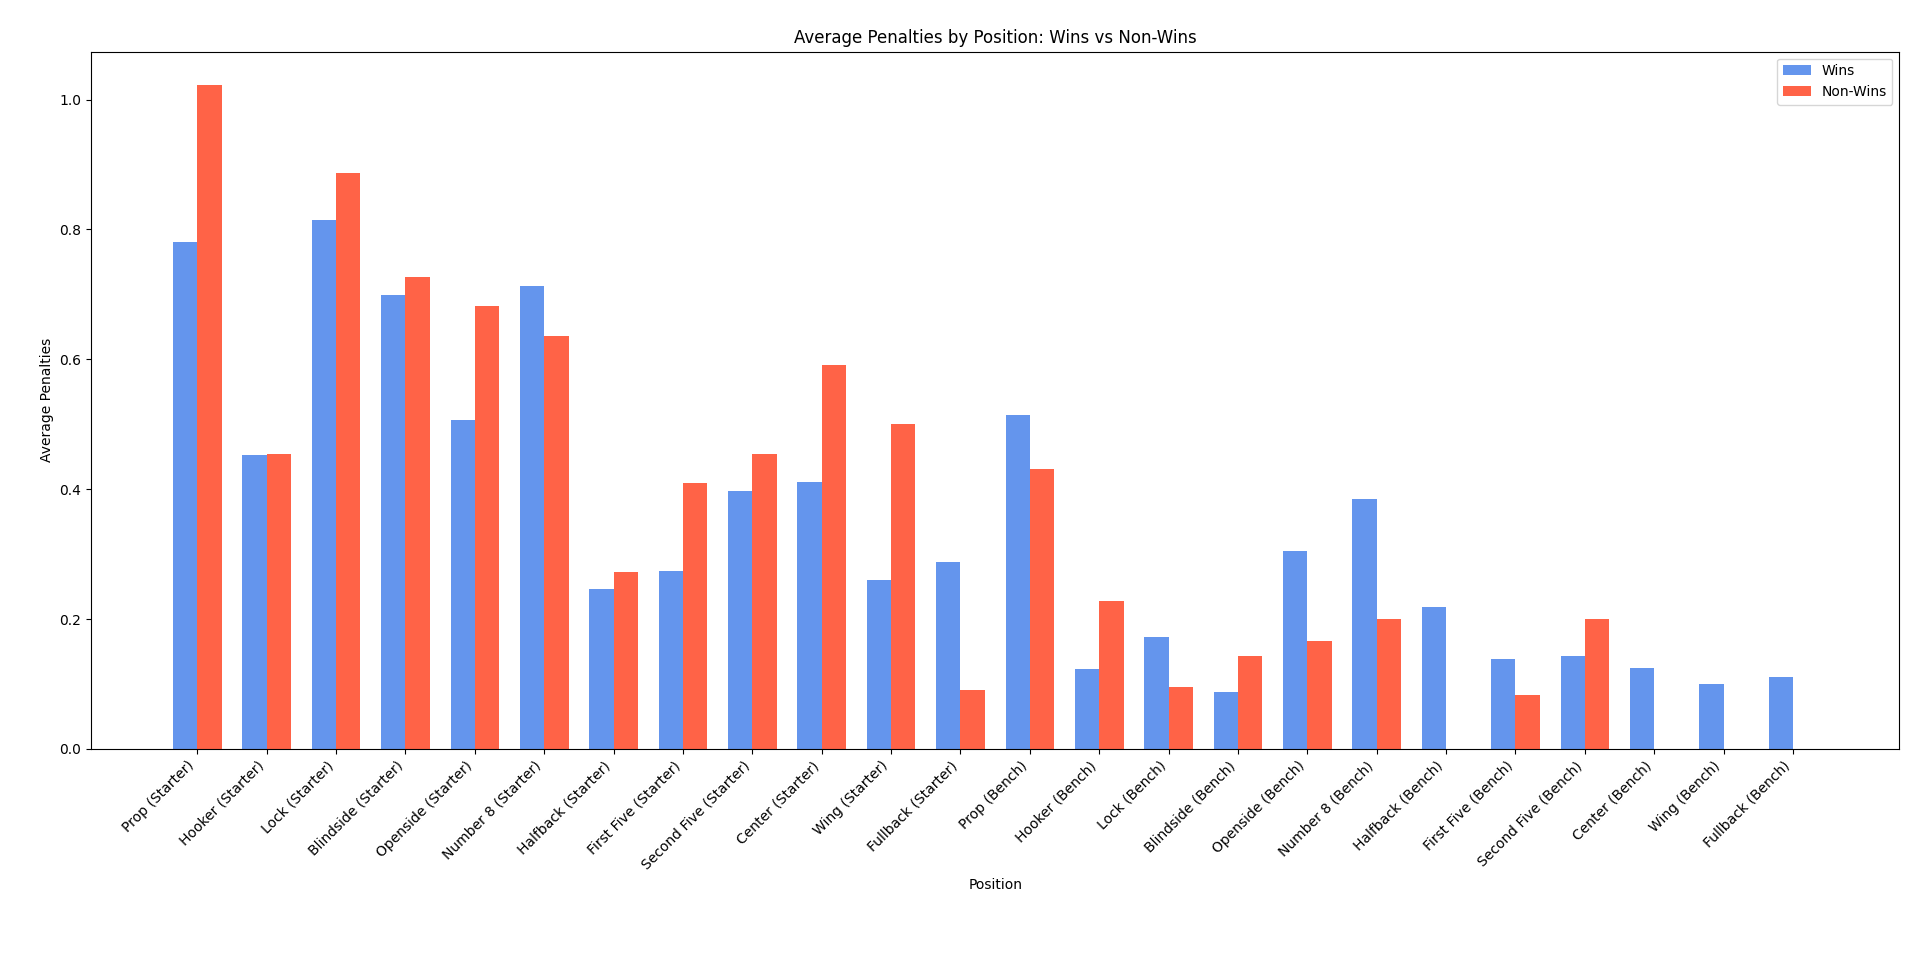 Average Penalties by Position: Wins vs Non-Wins
Wins
Non-Wins
Average Penalties
1.0
0.8
0.6
0.4
0.2
0.0
Prop (Starter)
Hooker (Starter)
Lock (Starter)
Blindside (Starter)
Openside (Starter)
Number 8 (Starter)
Halfback (Starter)
First Five (Starter)
Second Five (Starter)
Center (Starter)
Wing (Starter)
Fullback (Starter)
Prop (Bench)
Hooker (Bench)
Lock (Bench)
Blindside (Bench)
Openside (Bench)
Number 8 (Bench)
Halfback (Bench)
First Five (Bench)
Second Five (Bench)
Center (Bench)
Wing (Bench)
Fullback (Bench)
Position